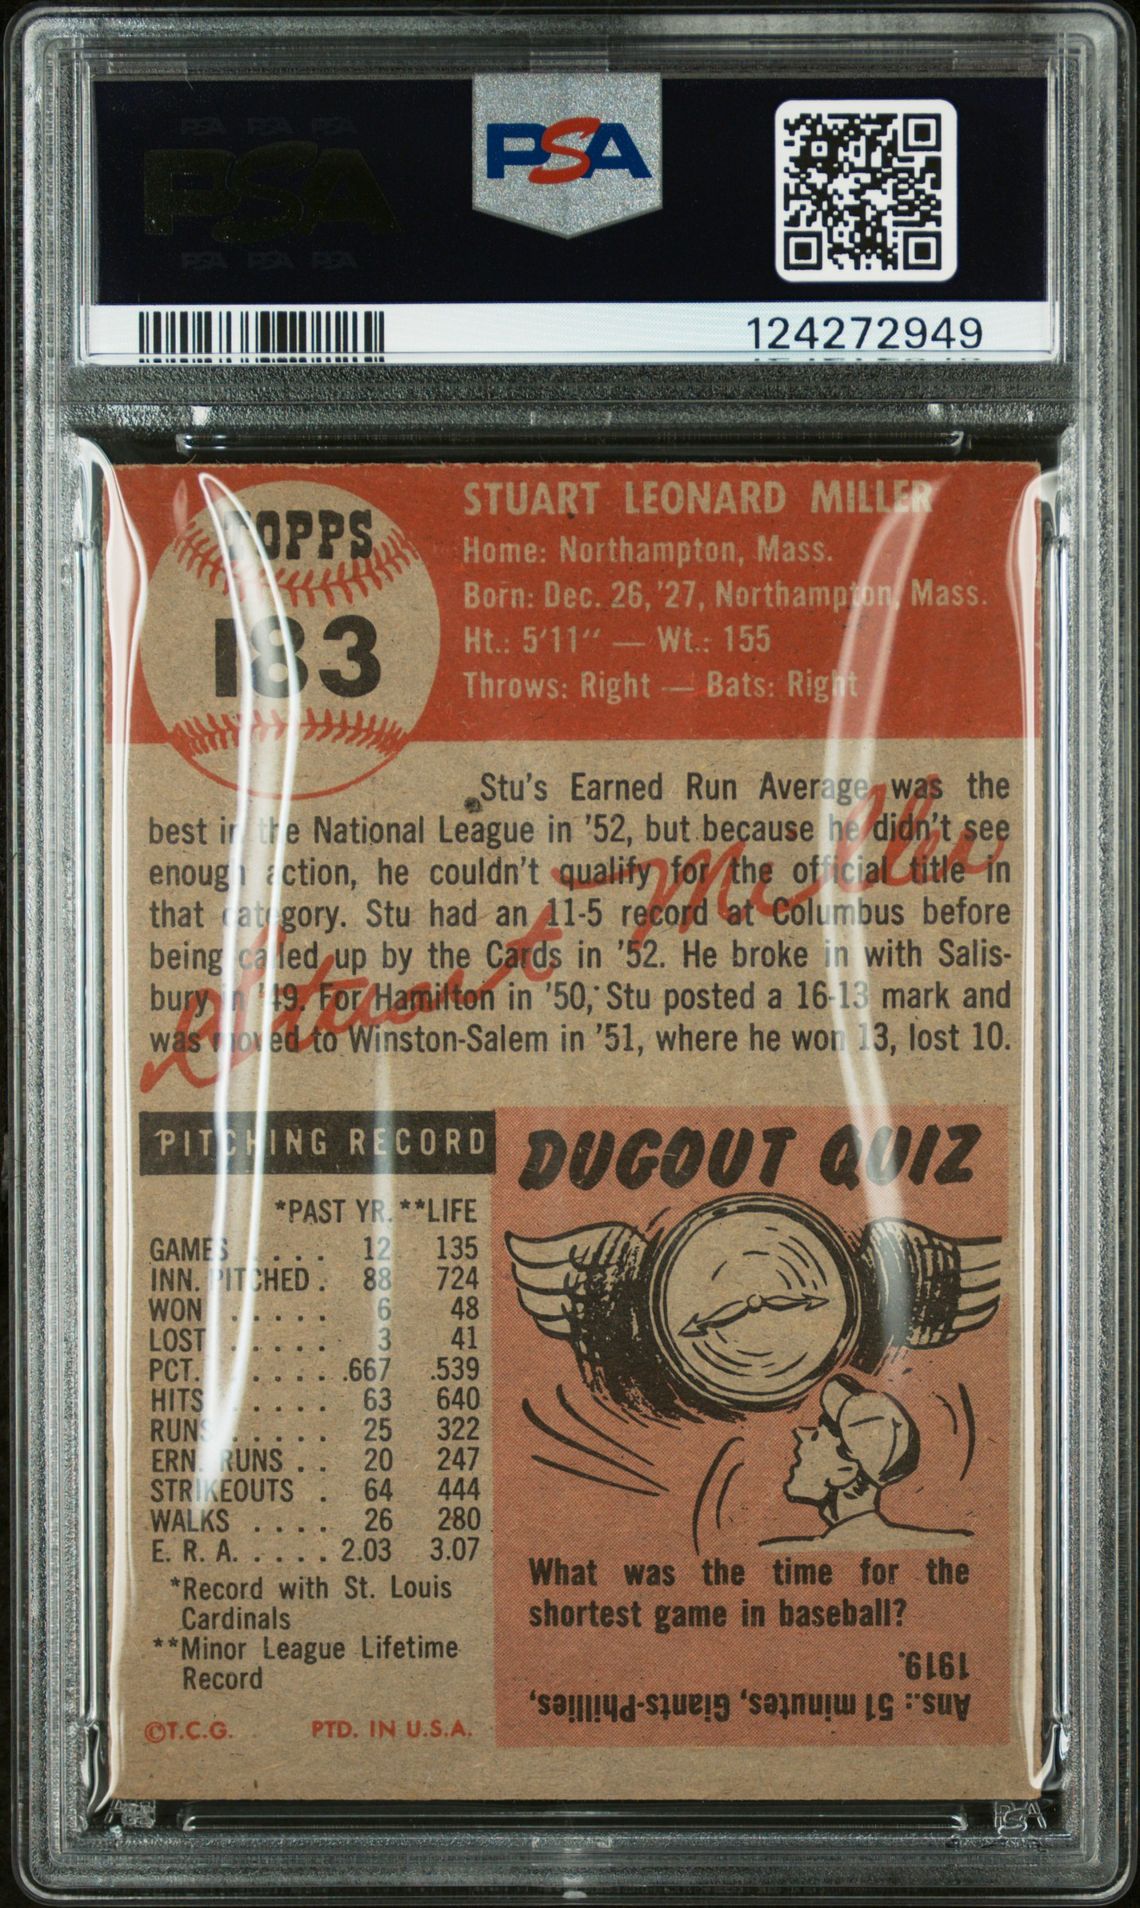 PSA PSA PSA
PSA
PSA PSA PSA
PSA
124272949
TOPPS
183
STUART LEONARD MILLER
Home: Northampton, Mass.
Born: Dec. 26, '27, Northampton, Mass.
Ht.: 5'11" — Wt.: 155
Throws: Right — Bats: Right
Stu's Earned Run Average was the
best in the National League in '52, but because he didn't see
enough action, he couldn't qualify for the official title in
that category. Stu had an 11-5 record at Columbus before
being called up by the Cards in '52. He broke in with Salis-
bury in '49. For Hamilton in '50, Stu posted a 16-13 mark and
was moved to Winston-Salem in '51, where he won 13, lost 10.
Stuart Miller
PITCHING RECORD
*PAST YR. **LIFE
GAMES . . . . 12 135
INN. PITCHED . 88 724
WON . . . . . 6 48
LOST . . . . . 3 41
PCT. . . . . . .667 .539
HITS . . . . . 63 640
RUNS . . . . . 25 322
ERN. RUNS . . 20 247
STRIKEOUTS . 64 444
WALKS . . . . 26 280
E. R. A. . . . . 2.03 3.07
*Record with St. Louis
Cardinals
**Minor League Lifetime
Record
©T.C.G. PTD. IN U.S.A.
DUGOUT QUIZ
What was the time for the
shortest game in baseball?
Ans.: 51 minutes, Giants-Phillies,
1919.
PSA